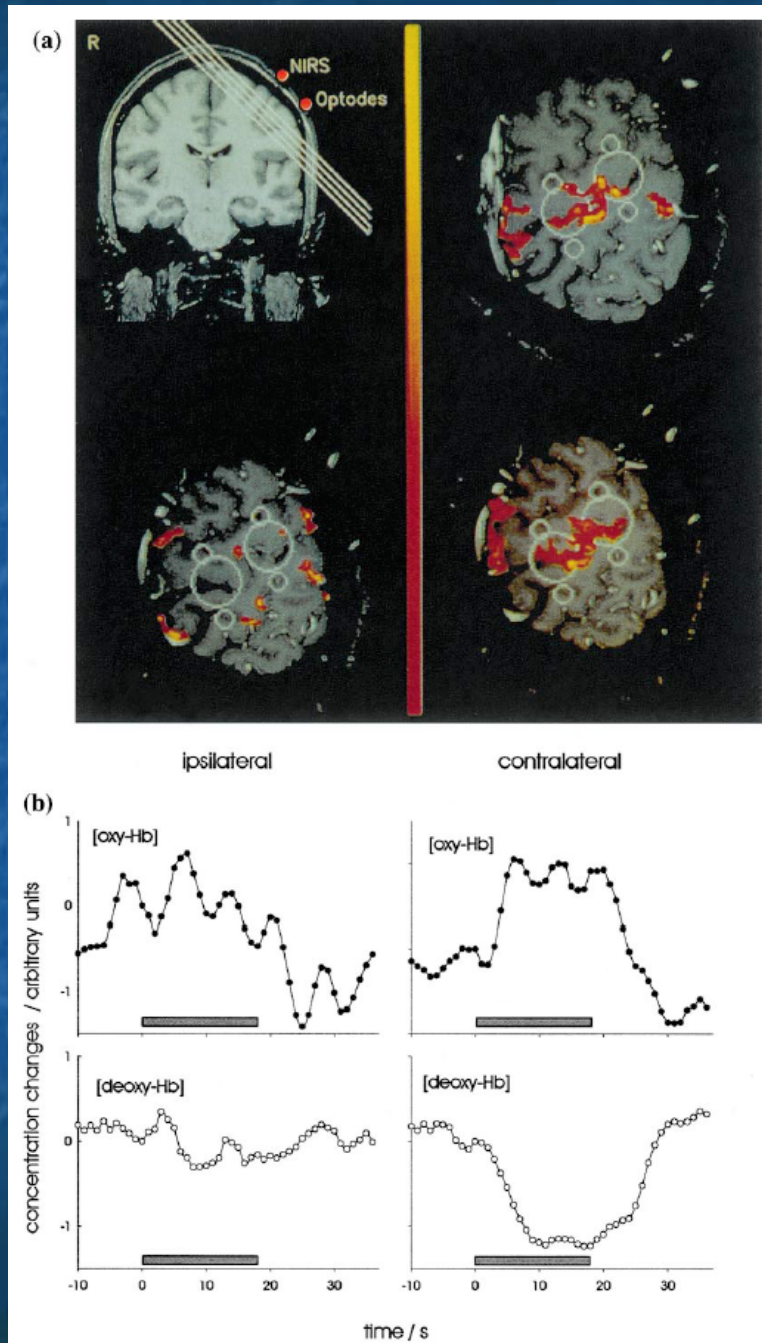 (a)
R
NIRS
Optodes
ipsilateral
contralateral
(b)
concentration changes / arbitrary units
1
0
-1
[oxy-Hb]
[oxy-Hb]
1
0
-1
[deoxy-Hb]
[deoxy-Hb]
-10 0 10 20 30
-10 0 10 20 30
time / s